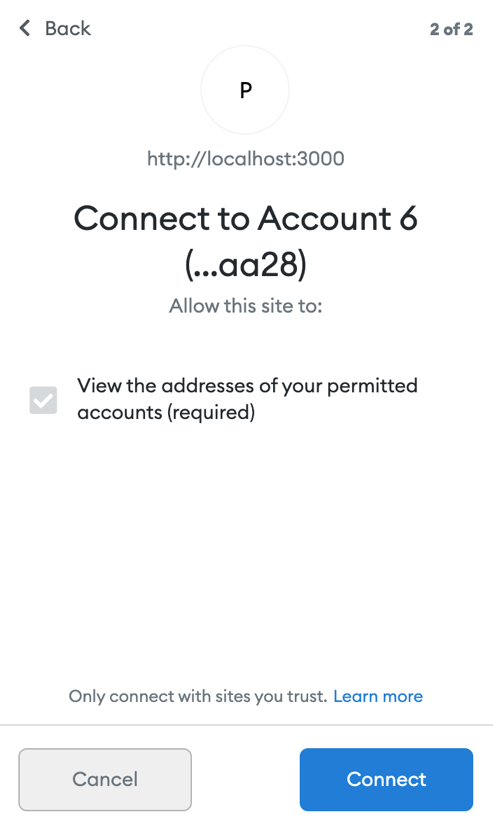 Back
2 of 2
P
http://localhost:3000
Connect to Account 6
(...aa28)
Allow this site to:
View the addresses of your permitted
accounts (required)
Only connect with sites you trust. Learn more
Cancel
Connect